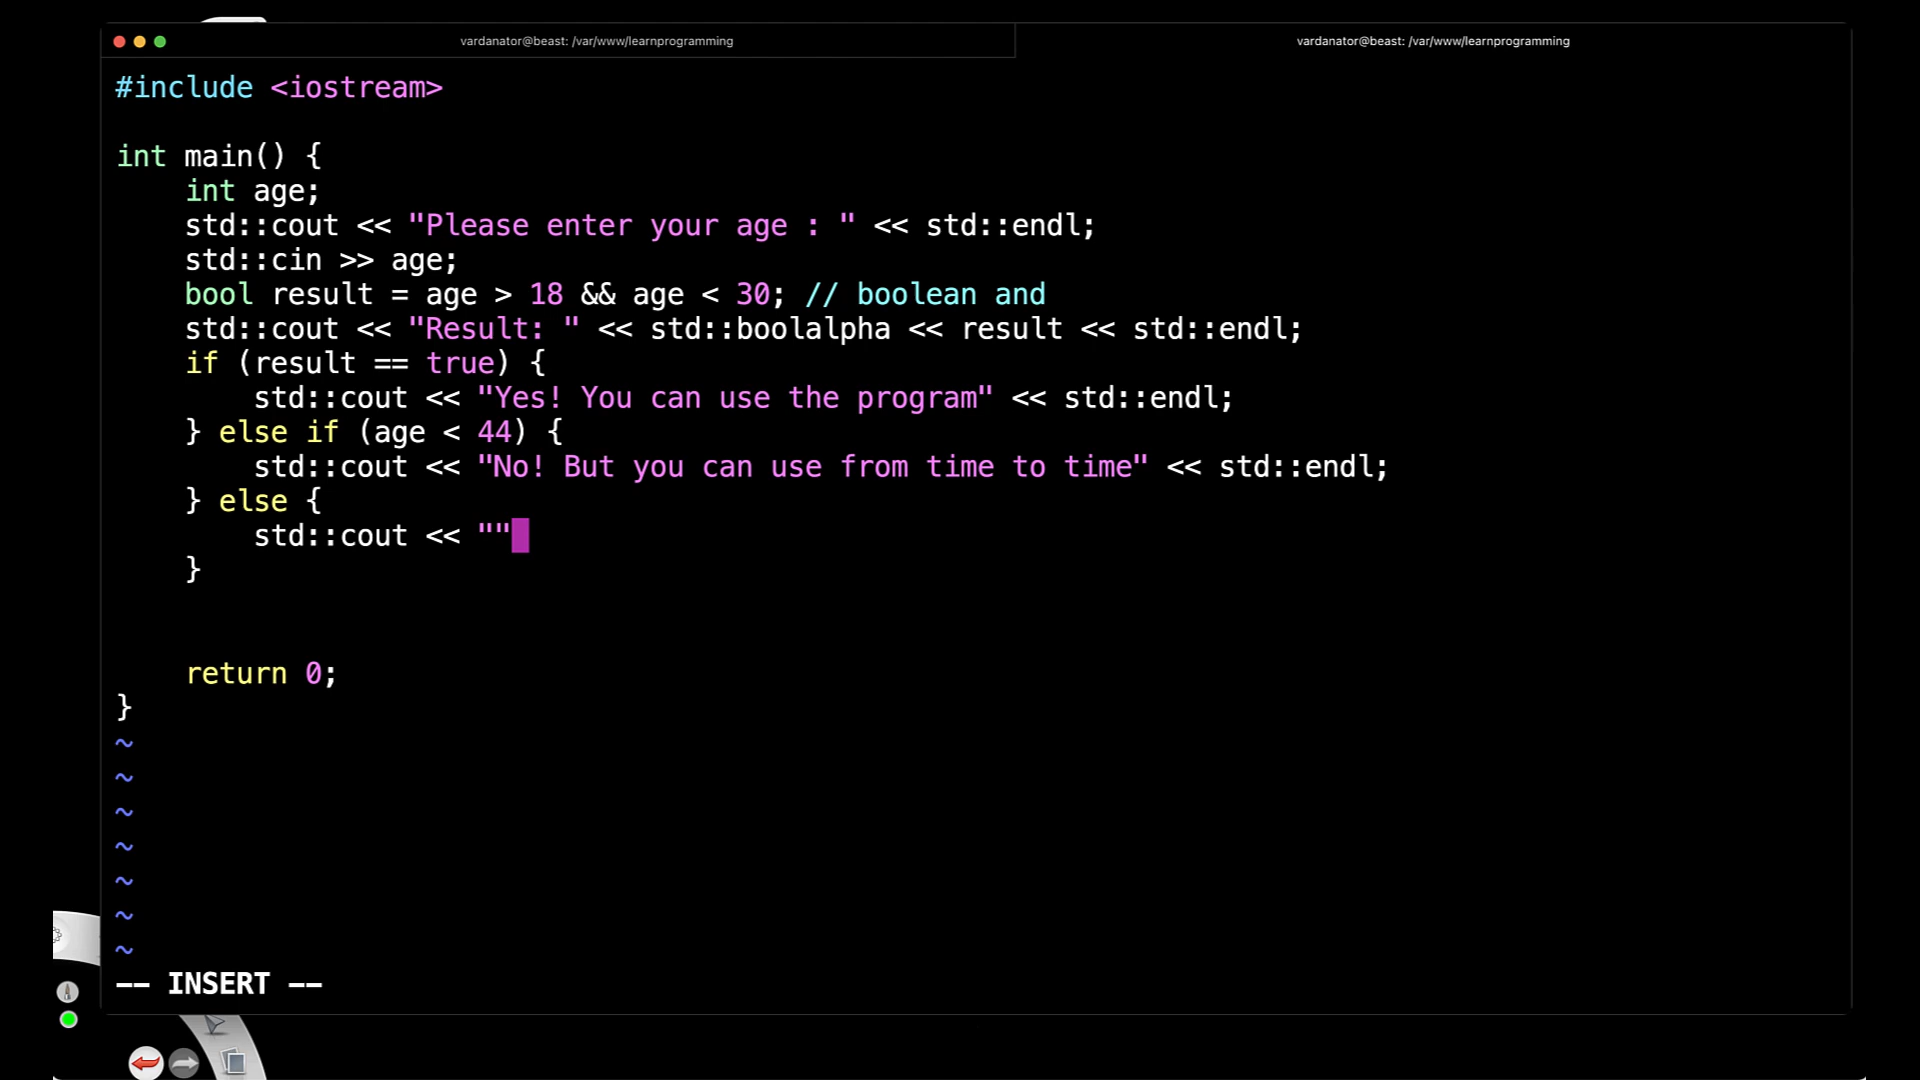 vardanator@beast: /var/www/learnprogramming
vardanator@beast: /var/www/learnprogramming
#include <iostream>
int main() {
    int age;
    std::cout << "Please enter your age : " << std::endl;
    std::cin >> age;
    bool result = age > 18 && age < 30; // boolean and
    std::cout << "Result: " << std::boolalpha << result << std::endl;
    if (result == true) {
        std::cout << "Yes! You can use the program" << std::endl;
    } else if (age < 44) {
        std::cout << "No! But you can use from time to time" << std::endl;
    } else {
        std::cout << ""
    }
    return 0;
}
~
~
~
~
~
~
~
-- INSERT --